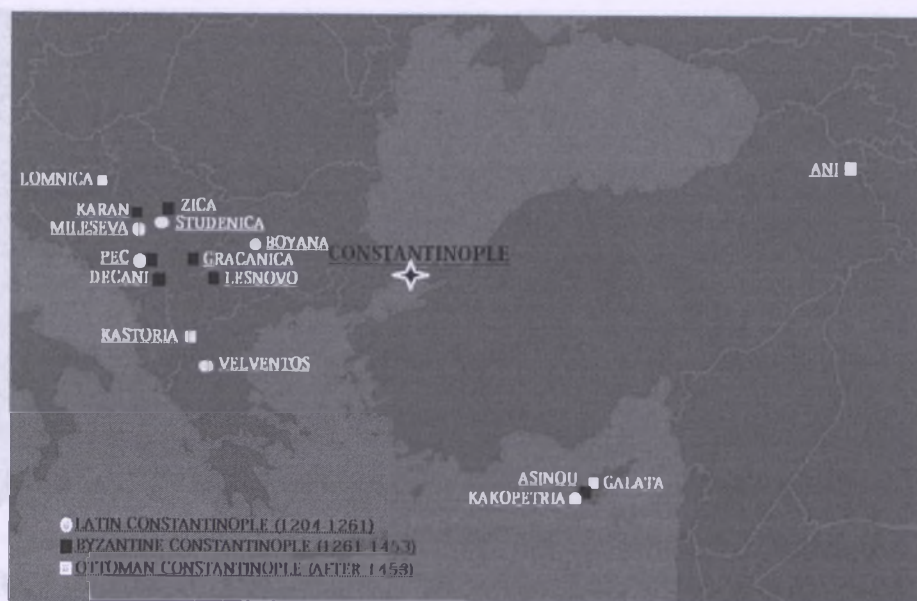 LOMNICA
ANI
KARAN
ZICA
MILESEVA
STUDENICA
BOYANA
CONSTANTINOPLE
PEC
GRACANICA
DECANI
LESNOVO
KASTORIA
VELVENTOS
ASINOU
GALATA
KAKOPETRIA
LATIN CONSTANTINOPLE (1204-1261)
BYZANTINE CONSTANTINOPLE (1261-1453)
OTTOMAN CONSTANTINOPLE (AFTER 1453)